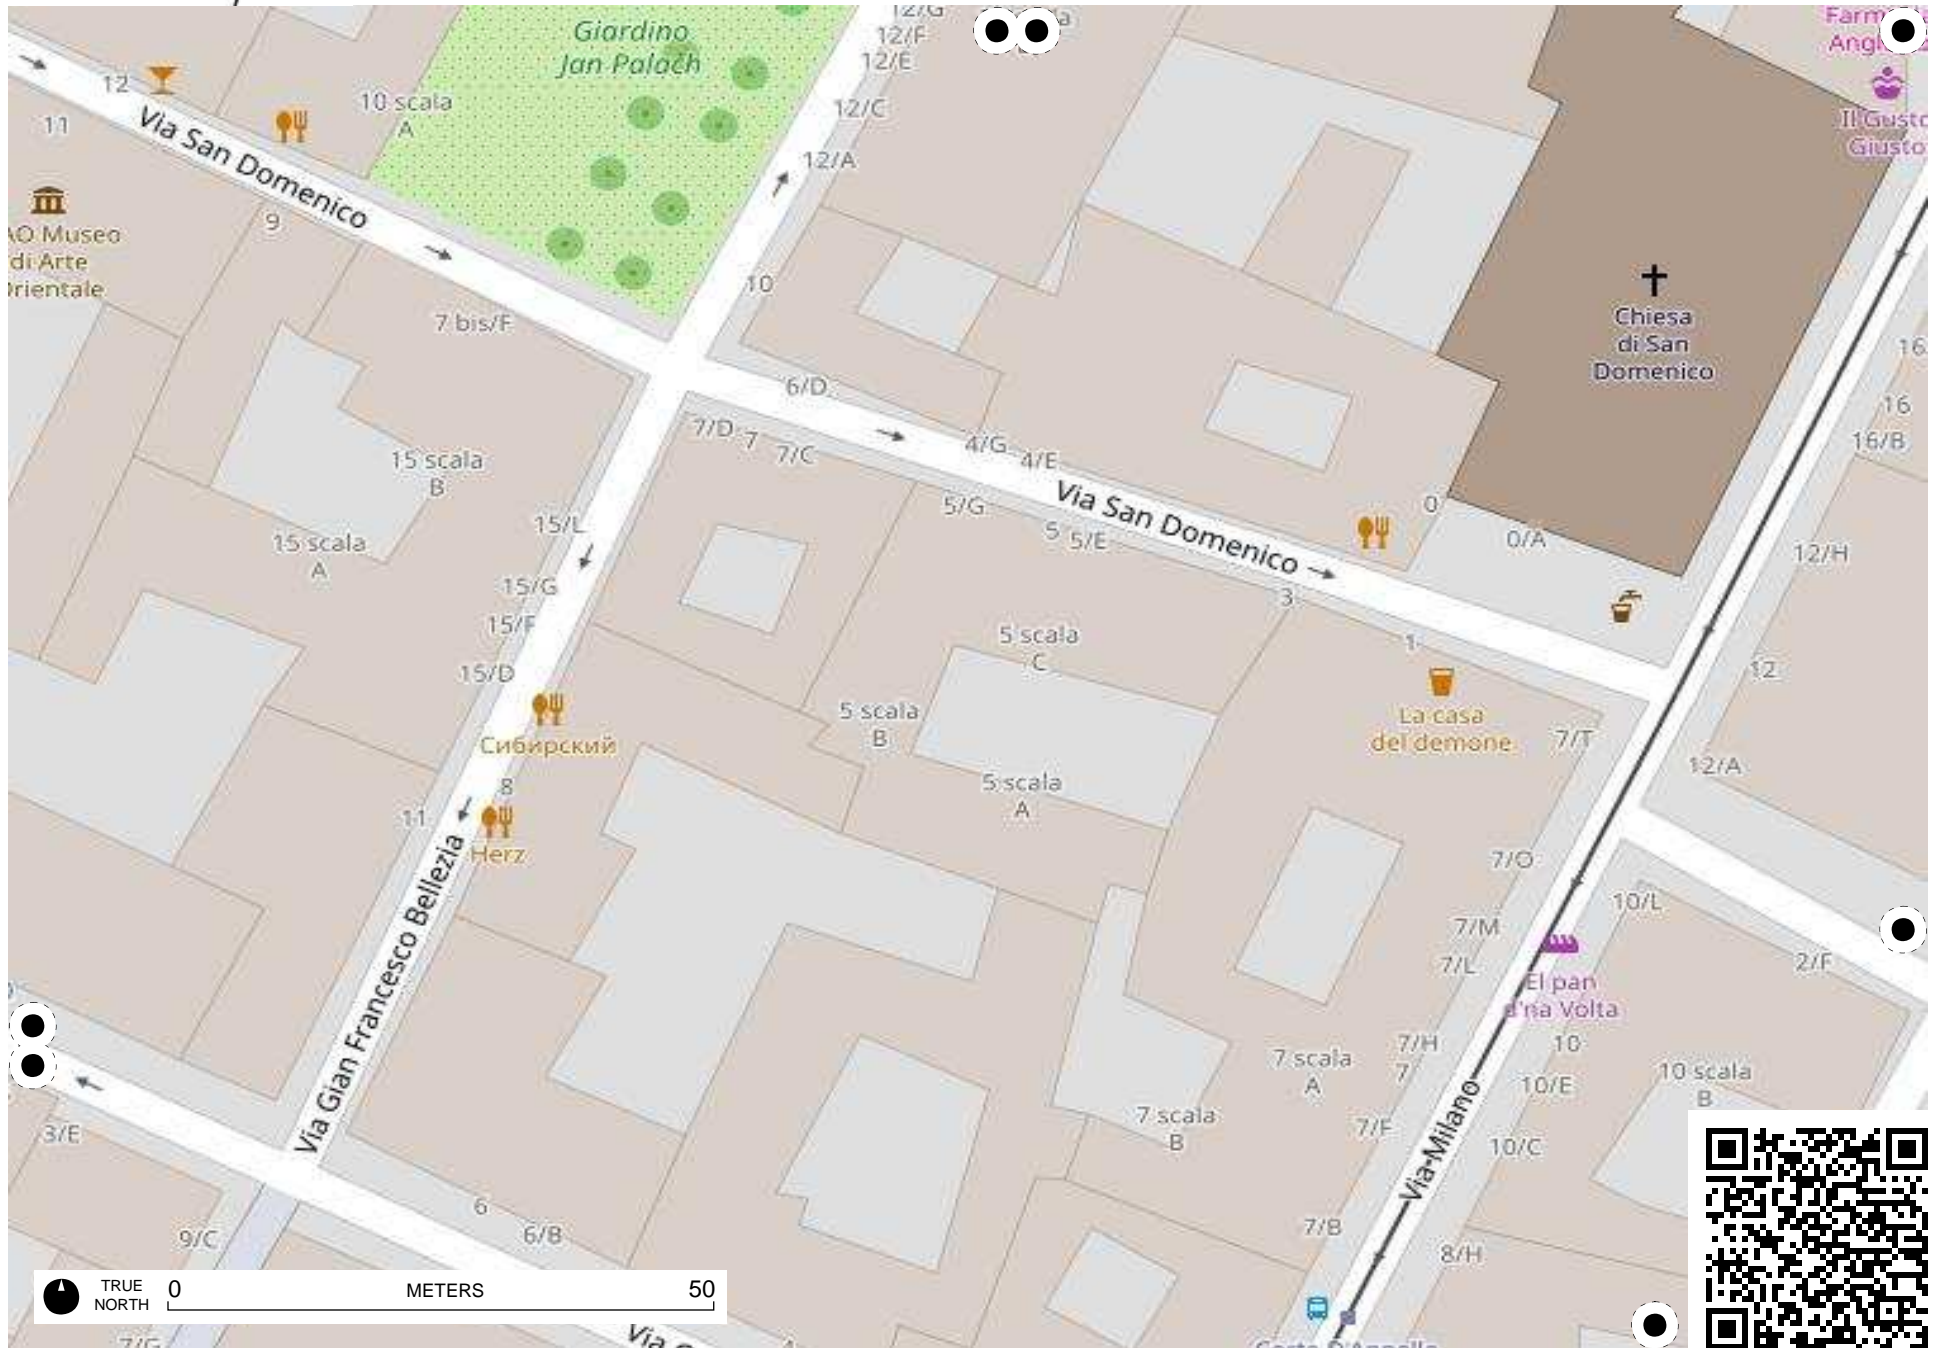 12/G
12/F
12/E
Giardino
Jan Palach
12
10 scala
A
12/C
12/A
11
Via San Domenico
9
Il Gusto
Giusto
Museo
di Arte
7 bis/F
10
Chiesa
di San
Domenico
16
16/B
6/D
7/D
7
7/C
4/G
4/E
Via San Domenico
5/G
5
5/E
0
0/A
12/H
15 scala
B
15 scala
A
15/L
15/G
15/F
15/D
3
1
12
5 scala
C
5 scala
B
5 scala
A
La casa
del demone
7/T
12/A
Сибирский
8
11
Herz
Via Gian Francesco Bellezia
7/O
7/M
7/L
10/L
2/F
El pan
d'na Volta
7/H
7
7 scala
A
7 scala
B
7/F
10
10/E
10 scala
B
10/C
Via Milano
7/B
8/H
3/E
9/C
6
6/B
TRUE
NORTH
0
METERS
50